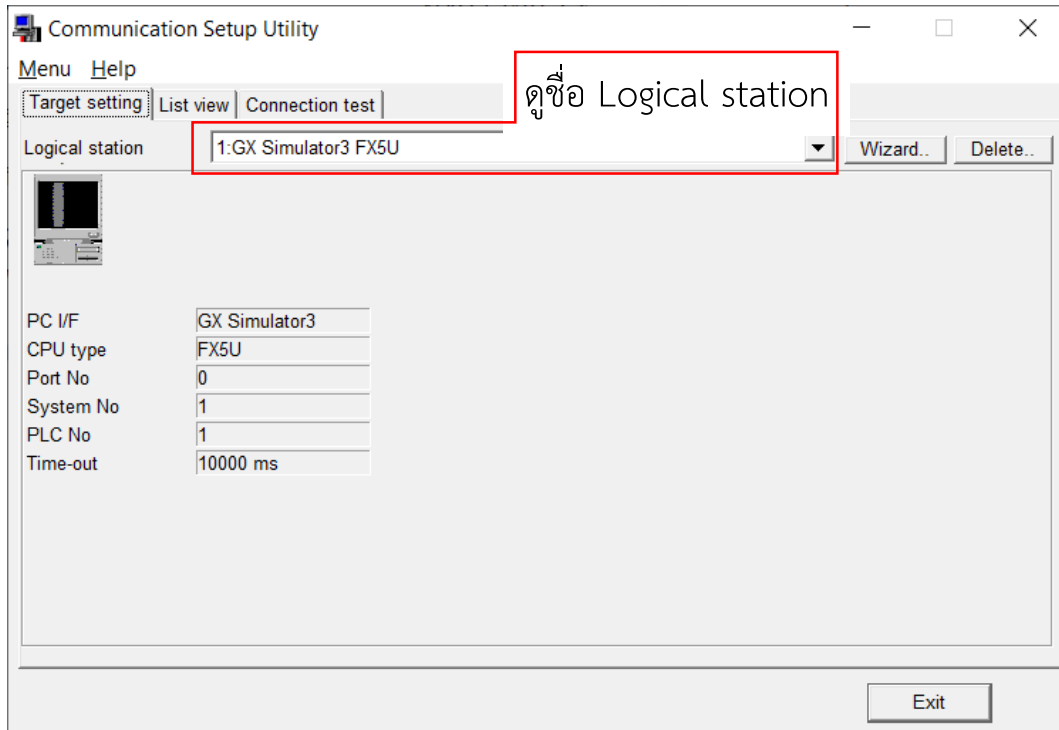 Communication Setup Utility
Menu Help
ดูชื่อ Logical station
Target setting List view Connection test
Logical station 1:GX Simulator3 FX5U Wizard.. Delete..
PC I/F GX Simulator3
CPU type FX5U
Port No 0
System No 1
PLC No 1
Time-out 10000 ms
Exit